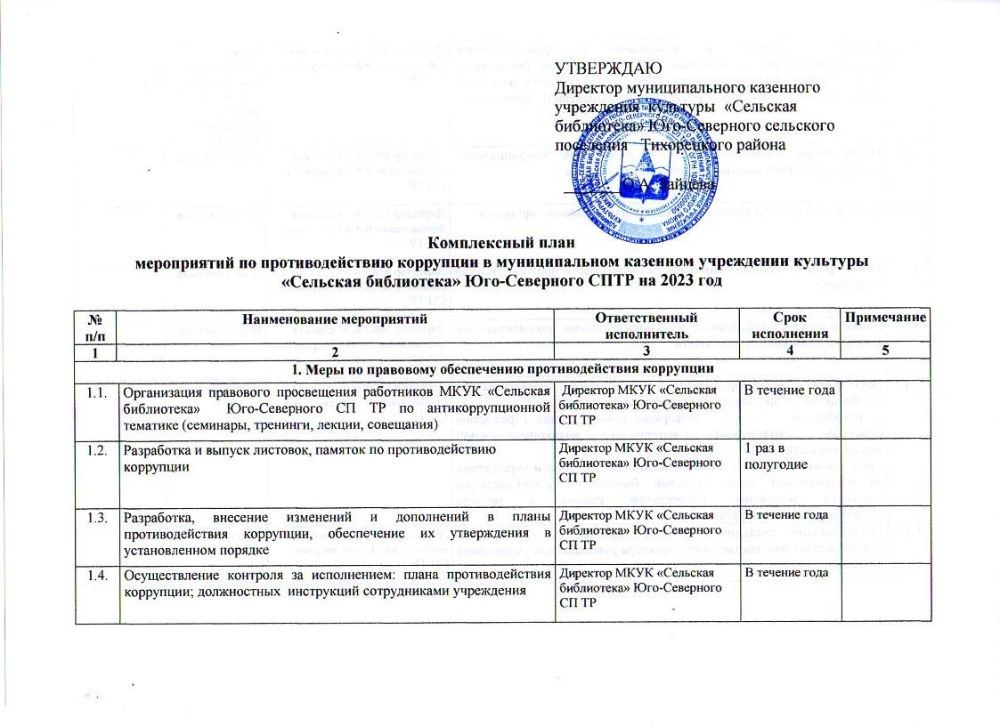 УТВЕРЖДАЮ
Директор муниципального казенного
учреждения культуры «Сельская
библиотека» Юго-Северного сельского
поселения Тихорецкого района
О.А. Зайцева
Комплексный план
мероприятий по противодействию коррупции в муниципальном казенном учреждении культуры
«Сельская библиотека» Юго-Северного СПТР на 2023 год
№ п/п Наименование мероприятий Ответственный исполнитель Срок исполнения Примечание
1 2 3 4 5
1. Меры по правовому обеспечению противодействия коррупции
1.1. Организация правового просвещения работников МКУК «Сельская
библиотека» Юго-Северного СП ТР по антикоррупционной
тематике (семинары, тренинги, лекции, совещания)
Директор МКУК «Сельская
библиотека» Юго-Северного
СП ТР
В течение года
1.2. Разработка и выпуск листовок, памяток по противодействию
коррупции
Директор МКУК «Сельская
библиотека» Юго-Северного
СП ТР
1 раз в
полугодие
1.3. Разработка, внесение изменений и дополнений в планы
противодействия коррупции, обеспечение их утверждения в
установленном порядке
Директор МКУК «Сельская
библиотека» Юго-Северного
СП ТР
В течение года
1.4. Осуществление контроля за исполнением: плана противодействия
коррупции; должностных инструкций сотрудниками учреждения
Директор МКУК «Сельская
библиотека» Юго-Северного
СП ТР
В течение года